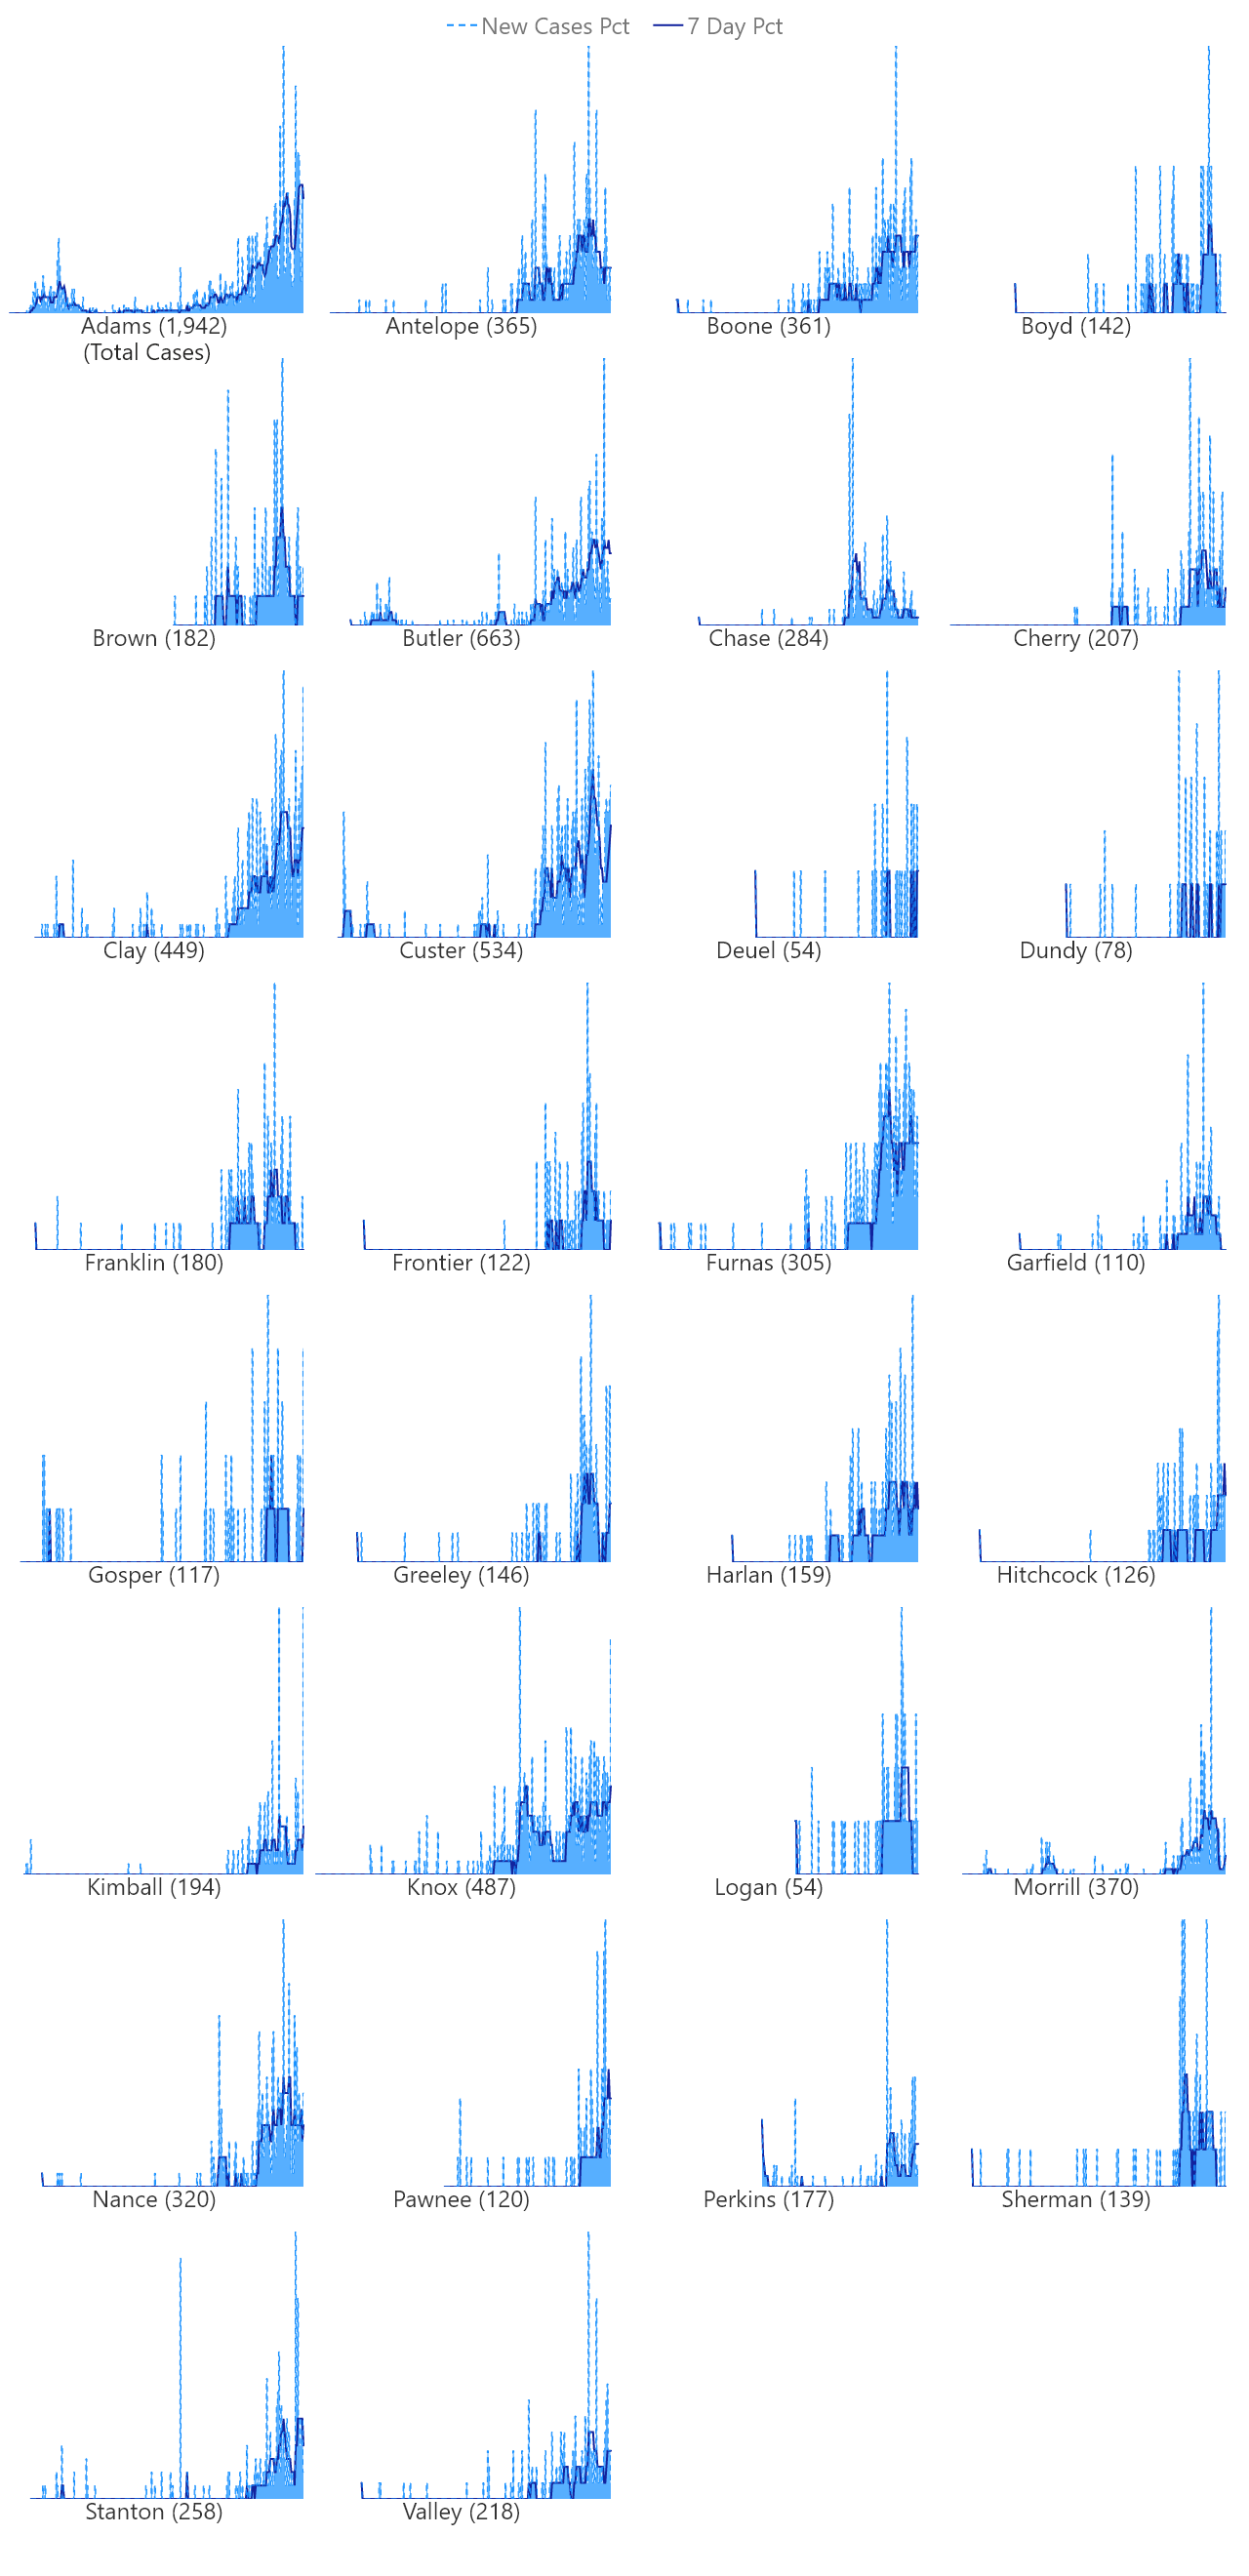 New Cases Pct 7 Day Pct
Adams (1,942) Antelope (365) Boone (361) Boyd (142)
(Total Cases)
Brown (182) Butler (663) Chase (284) Cherry (207)
Clay (449) Custer (534) Deuel (54) Dundy (78)
Franklin (180) Frontier (122) Furnas (305) Garfield (110)
Gosper (117) Greeley (146) Harlan (159) Hitchcock (126)
Kimball (194) Knox (487) Logan (54) Morrill (370)
Nance (320) Pawnee (120) Perkins (177) Sherman (139)
Stanton (258) Valley (218)